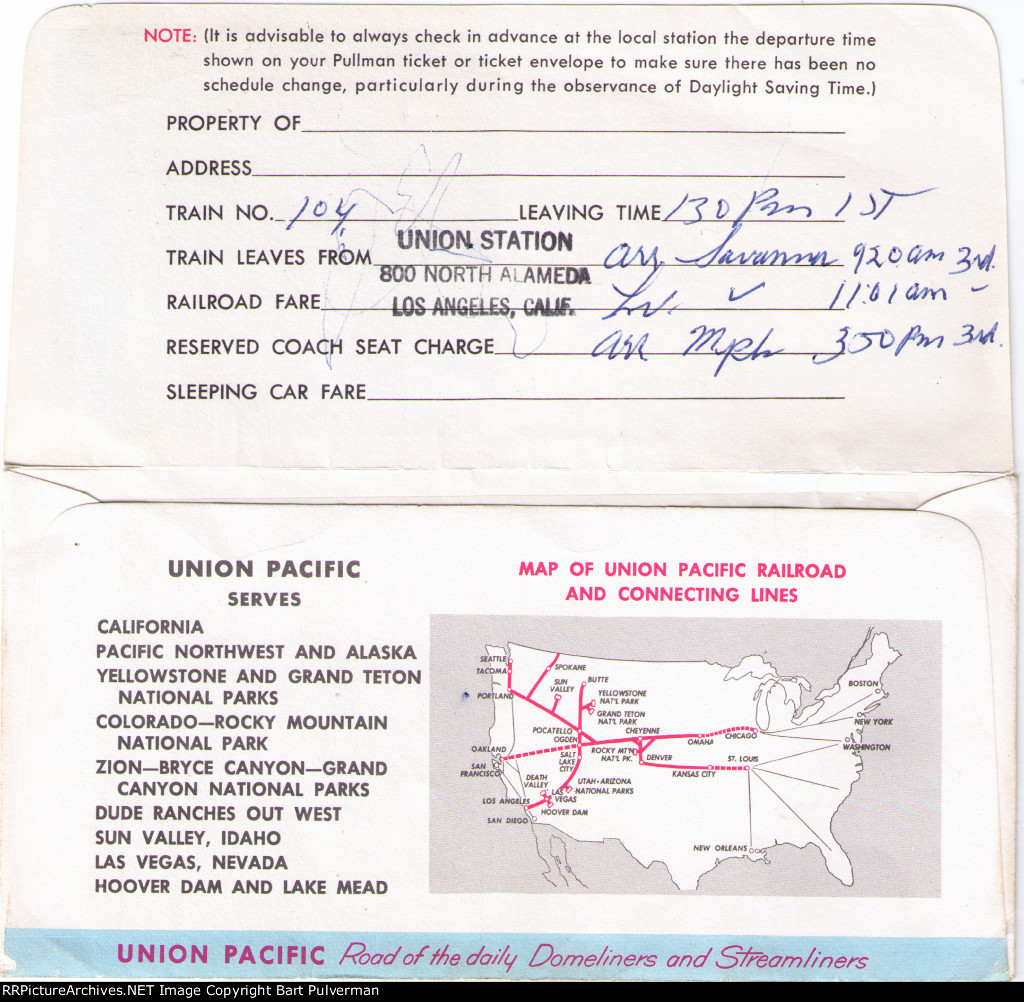 NOTE: (It is advisable to always check in advance at the local station the departure time
shown on your Pullman ticket or ticket envelope to make sure there has been no
schedule change, particularly during the observance of Daylight Saving Time.)
PROPERTY OF
ADDRESS
TRAIN NO. 104 LEAVING TIME 130 Pm 1ST
TRAIN LEAVES FROM UNION STATION arr Savanna 920 am 3rd.
800 NORTH ALAMEDA
RAILROAD FARE LOS ANGELES, CALIF. Lv. ✓ 11:01 am -
RESERVED COACH SEAT CHARGE arr Mpls 350 Pm 3rd.
SLEEPING CAR FARE
UNION PACIFIC
SERVES
CALIFORNIA
PACIFIC NORTHWEST AND ALASKA
YELLOWSTONE AND GRAND TETON
NATIONAL PARKS
COLORADO—ROCKY MOUNTAIN
NATIONAL PARK
ZION—BRYCE CANYON—GRAND
CANYON NATIONAL PARKS
DUDE RANCHES OUT WEST
SUN VALLEY, IDAHO
LAS VEGAS, NEVADA
HOOVER DAM AND LAKE MEAD
MAP OF UNION PACIFIC RAILROAD
AND CONNECTING LINES
SEATTLE
TACOMA
SPOKANE
PORTLAND
SUN
VALLEY
BUTTE
YELLOWSTONE
NAT'L PARK
GRAND TETON
NAT'L PARK
POCATELLO
OGDEN
CHEYENNE
OMAHA
CHICAGO
BOSTON
NEW YORK
WASHINGTON
OAKLAND
SAN
FRANCISCO
SALT
LAKE
CITY
ROCKY MT'N
NAT'L PK.
DENVER
ST. LOUIS
KANSAS CITY
DEATH
VALLEY
UTAH-ARIZONA
NATIONAL PARKS
LAS
VEGAS
LOS ANGELES
HOOVER DAM
SAN DIEGO
NEW ORLEANS
UNION PACIFIC Road of the daily Domeliners and Streamliners
RRPictureArchives.NET Image Copyright Bart Pulverman